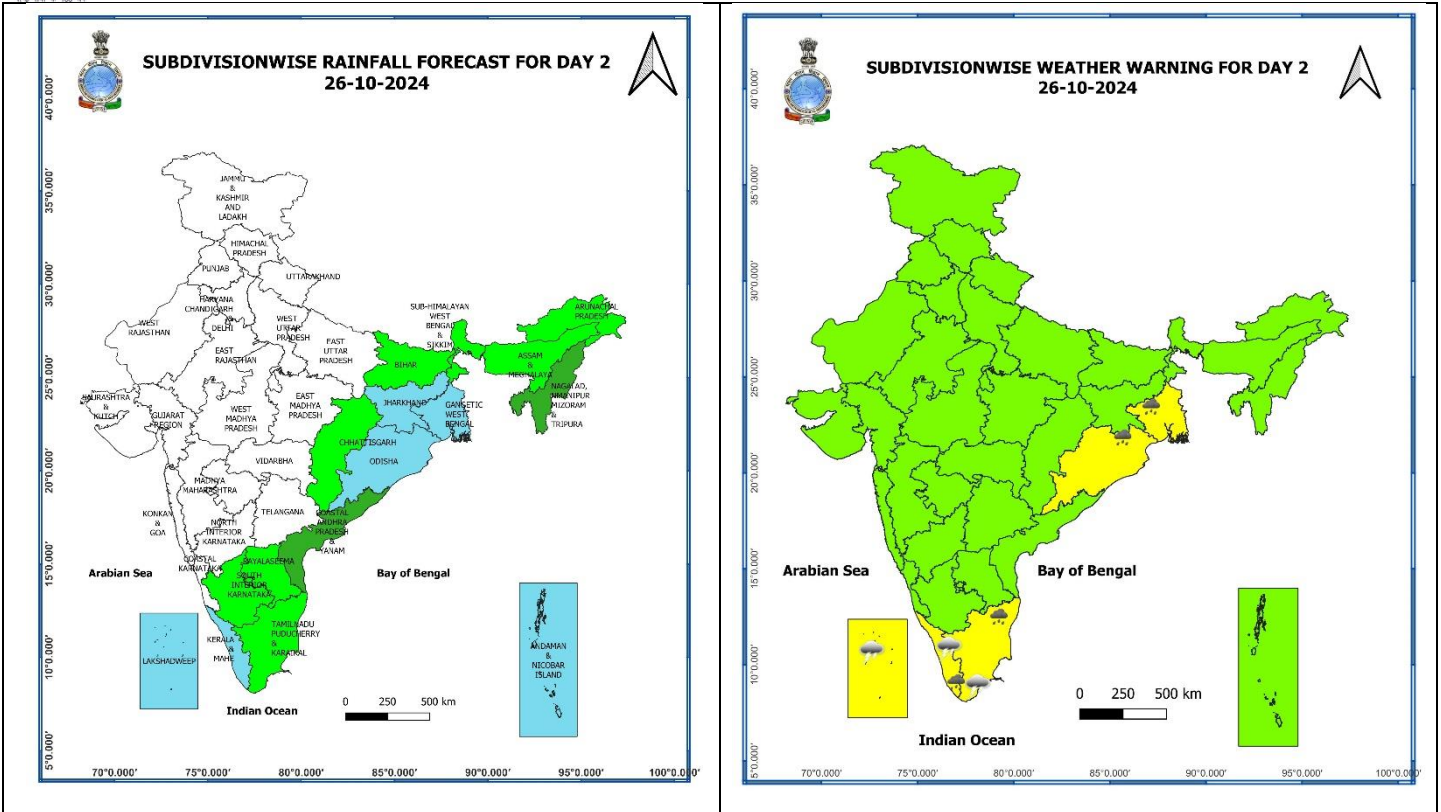 SUBDIVISIONWISE RAINFALL FORECAST FOR DAY 2
26-10-2024
40°0.000'
35°0.000'
30°0.000'
25°0.000'
20°0.000'
15°0.000'
10°0.000'
5°0.000'
JAMMU
&
KASHMIR
AND
LADAKH
HIMACHAL
PRADESH
PUNJAB
UTTARAKHAND
HARYANA
CHANDIGARH
&
DELHI
WEST
RAJASTHAN
EAST
RAJASTHAN
WEST
UTTAR
PRADESH
EAST
UTTAR
PRADESH
SUB-HIMALAYAN
WEST
BENGAL
&
SIKKIM
ARUNACHAL
PRADESH
ASSAM
&
MEGHALAYA
NAGALAD,
MANIPUR
MIZORAM
&
TRIPURA
BIHAR
JHARKHAND
GANGETIC
WEST
BENGAL
SAURASHTRA
&
KUTCH
GUJARAT
REGION
WEST
MADHYA
PRADESH
EAST
MADHYA
PRADESH
CHHATTISGARH
ODISHA
VIDARBHA
MADHYA
MAHARASHTRA
KONKAN
&
GOA
TELANGANA
NORTH
INTERIOR
KARNATAKA
COASTAL
ANDHRA
PRADESH
&
YANAM
COASTAL
KARNATAKA
RAYALASEEMA
SOUTH
INTERIOR
KARNATAKA
TAMILNADU
PUDUCHERRY
&
KARAIKAL
KERALA
&
MAHE
LAKSHADWEEP
ANDAMAN
&
NICOBAR
ISLAND
Arabian Sea
Bay of Bengal
Indian Ocean
0 250 500 km
70°0.000' 75°0.000' 80°0.000' 85°0.000' 90°0.000' 95°0.000' 100°0.000'
SUBDIVISIONWISE WEATHER WARNING FOR DAY 2
26-10-2024
40°0.000'
35°0.000'
30°0.000'
25°0.000'
20°0.000'
15°0.000'
10°0.000'
5°0.000'
Arabian Sea
Bay of Bengal
Indian Ocean
0 250 500 km
70°0.000' 75°0.000' 80°0.000' 85°0.000' 90°0.000' 95°0.000' 100°0.000'